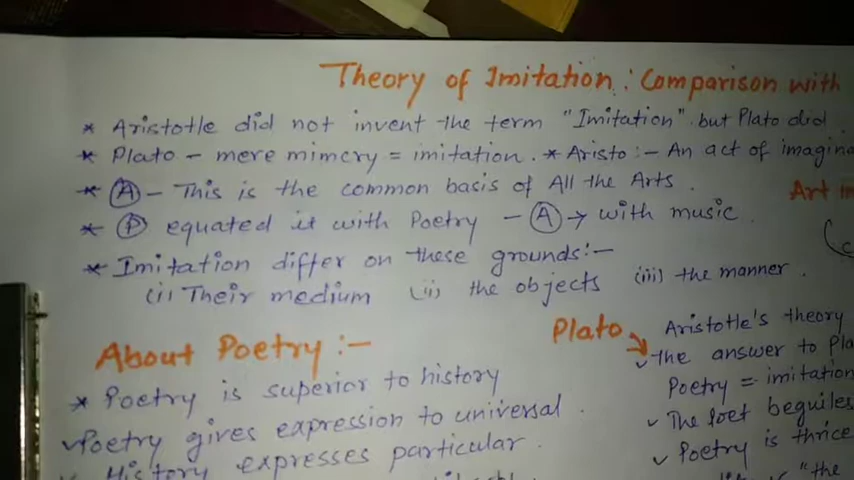 Theory of Imitation : Comparison with
* Aristotle did not invent the term "Imitation". but Plato did
* Plato - mere mimcry = imitation. * Aristo :- An act of
* A - This is the common basis of All the Arts.
Art
* P equated it with Poetry - A → with music.
* Imitation differ on these grounds:-
(i) Their medium (ii) the objects (iii) the manner.
About Poetry :-
* Poetry is superior to history
Poetry gives expression to universal.
History expresses particular.
Plato
Aristotle's theory
the answer to
Poetry = imitation
The Poet beguiles
Poetry is thrice
"the